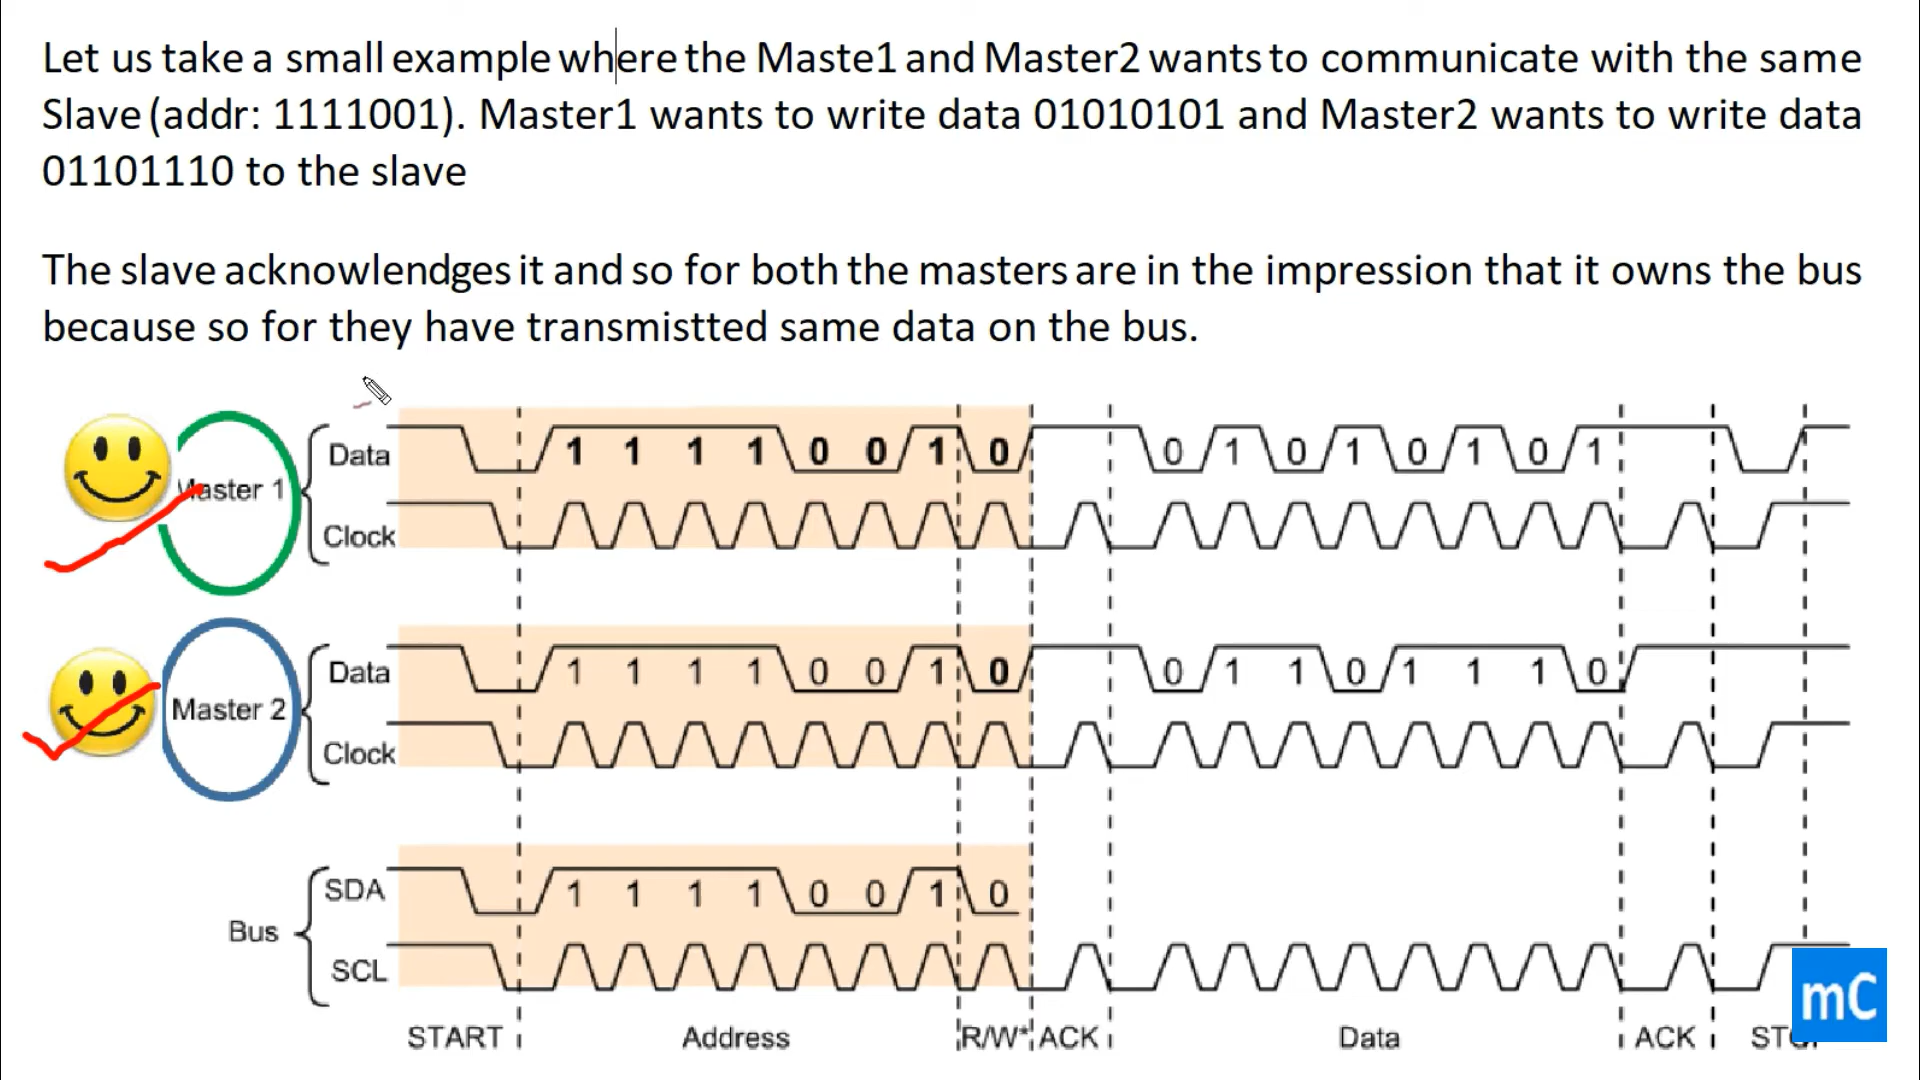 Let us take a small example where the Maste1 and Master2 wants to communicate with the same
Slave (addr: 1111001). Master1 wants to write data 01010101 and Master2 wants to write data
01101110 to the slave
The slave acknowlendges it and so for both the masters are in the impression that it owns the bus
because so for they have transmistted same data on the bus.
Data 1 1 1 1 0 0 1 0 0 1 0 1 0 1 0 1
Master 1
Clock
Data 1 1 1 1 0 0 1 0 0 1 1 0 1 1 1 0
Master 2
Clock
SDA 1 1 1 1 0 0 1 0
Bus
SCL
mC
START Address R/W* ACK Data ACK